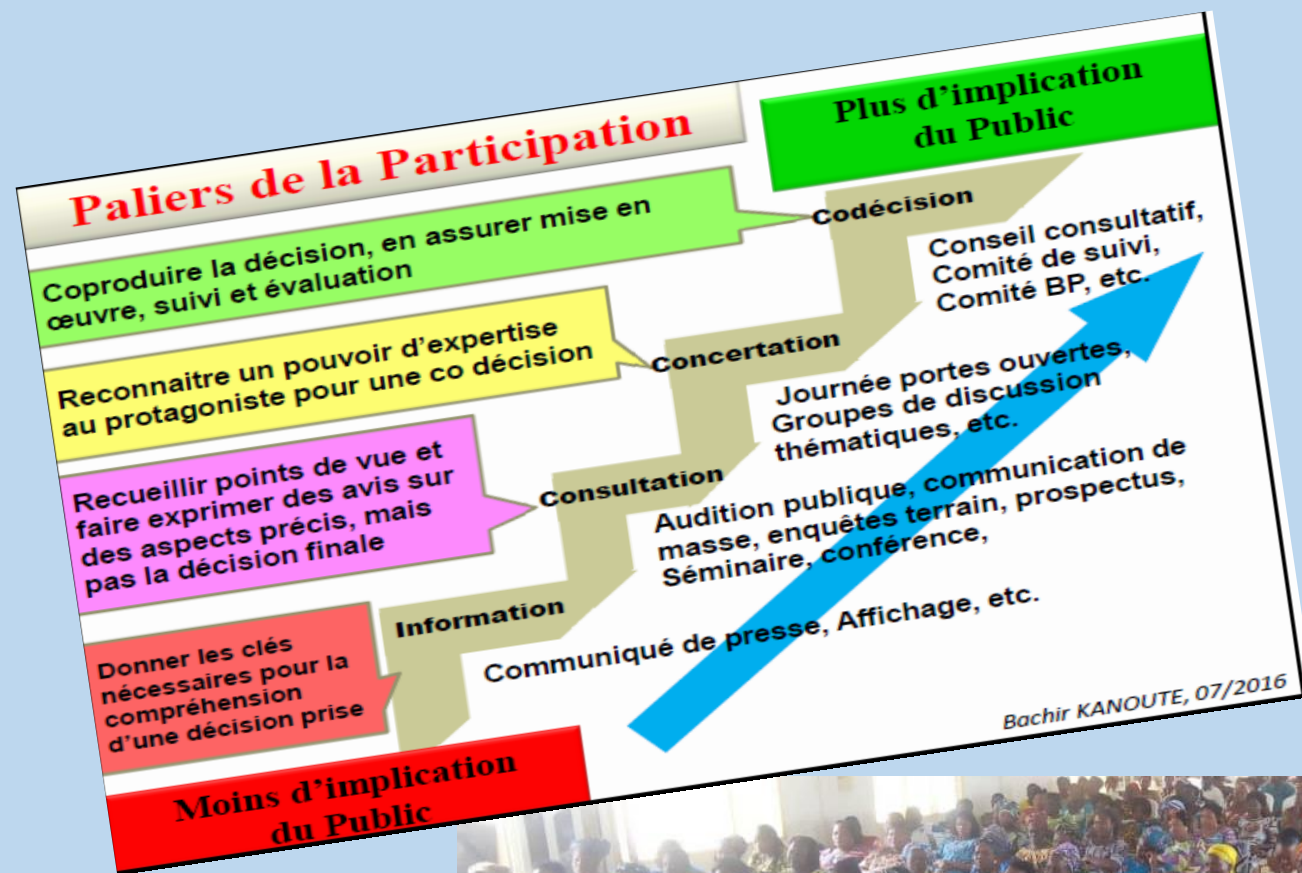 Paliers de la Participation
Plus d'implication
du Public
Coproduire la décision, en assurer mise en
œuvre, suivi et évaluation
Codécision
Conseil consultatif,
Comité de suivi,
Comité BP, etc.
Reconnaitre un pouvoir d'expertise
au protagoniste pour une co décision
Concertation
Journée portes ouvertes,
Groupes de discussion
thématiques, etc.
Recueillir points de vue et
faire exprimer des avis sur
des aspects précis, mais
pas la décision finale
Consultation
Audition publique, communication de
masse, enquêtes terrain, prospectus,
Séminaire, conférence,
Donner les clés
nécessaires pour la
compréhension
d'une décision prise
Information
Communiqué de presse, Affichage, etc.
Moins d'implication
du Public
Bachir KANOUTE, 07/2016